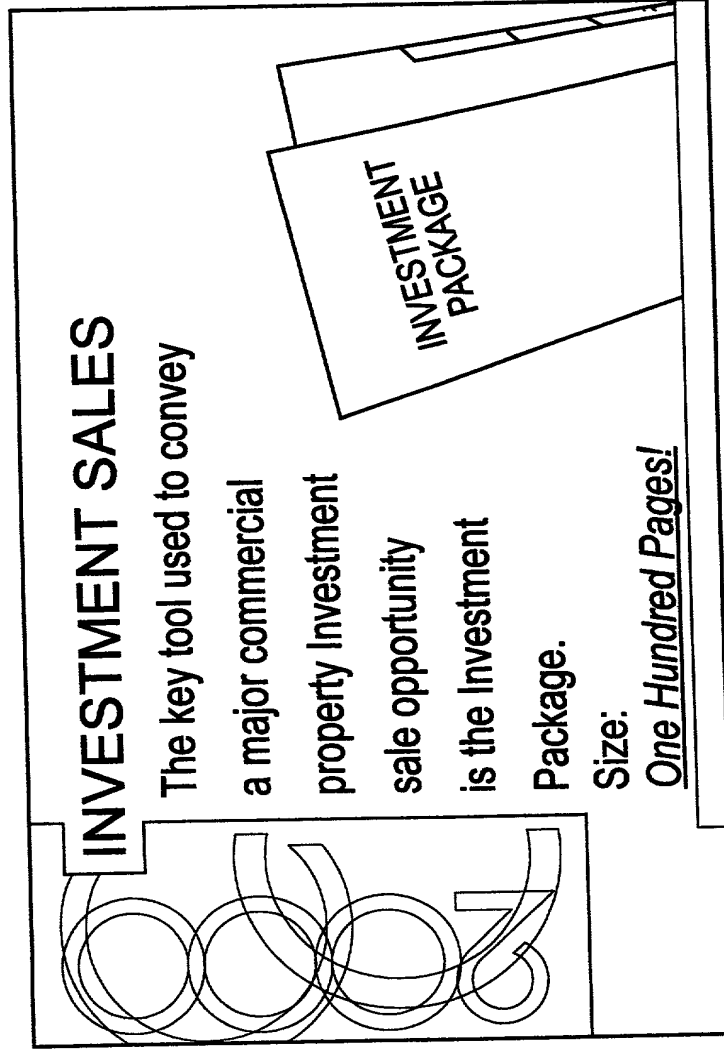 INVESTMENT SALES
The key tool used to convey
a major commercial
property Investment
sale opportunity
is the Investment
Package.
Size:
One Hundred Pages!
INVESTMENT
PACKAGE